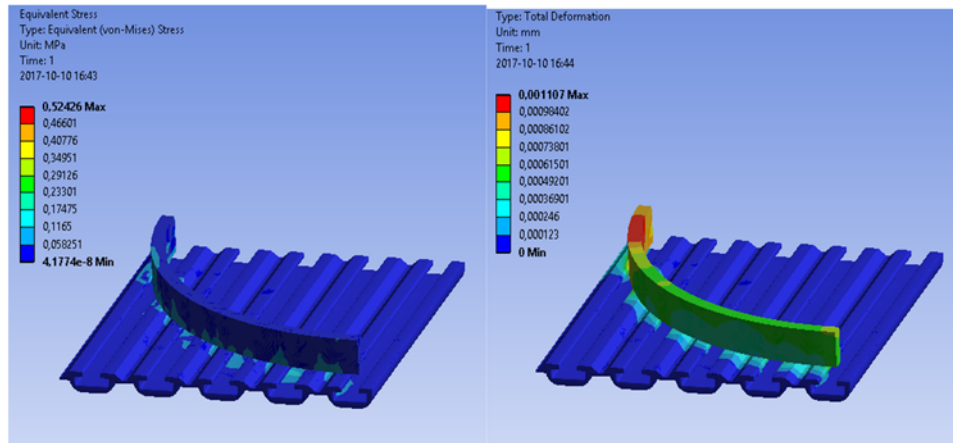 Equivalent Stress
Type: Equivalent (von-Mises) Stress
Unit: MPa
Time: 1
2017-10-10 16:43
0,52426 Max
0,46601
0,40776
0,34951
0,29126
0,23301
0,17475
0,1165
0,058251
4,1774e-8 Min
Type: Total Deformation
Unit: mm
Time: 1
2017-10-10 16:44
0,001107 Max
0,00098402
0,00086102
0,00073801
0,00061501
0,00049201
0,00036901
0,000246
0,000123
0 Min